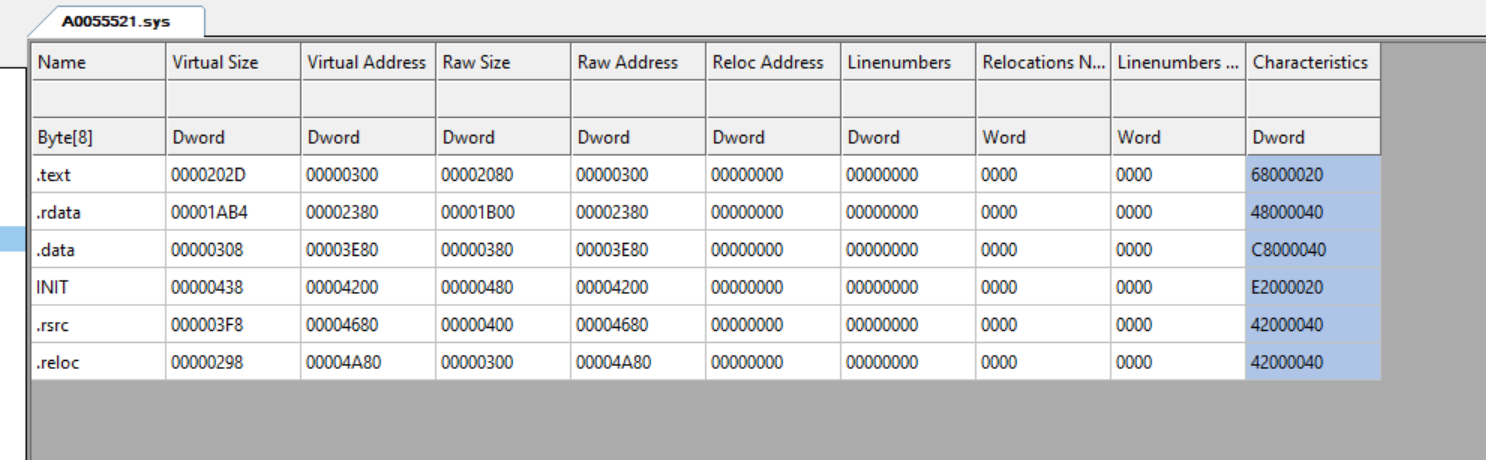 A0055521.sys
Name Virtual Size Virtual Address Raw Size Raw Address Reloc Address Linenumbers Relocations N... Linenumbers ... Characteristics
Byte[8] Dword Dword Dword Dword Dword Dword Word Word Dword
.text 0000202D 00000300 00002080 00000300 00000000 00000000 0000 0000 68000020
.rdata 00001AB4 00002380 00001B00 00002380 00000000 00000000 0000 0000 48000040
.data 00000308 00003E80 00000380 00003E80 00000000 00000000 0000 0000 C8000040
INIT 00000438 00004200 00000480 00004200 00000000 00000000 0000 0000 E2000020
.rsrc 000003F8 00004680 00000400 00004680 00000000 00000000 0000 0000 42000040
.reloc 00000298 00004A80 00000300 00004A80 00000000 00000000 0000 0000 42000040